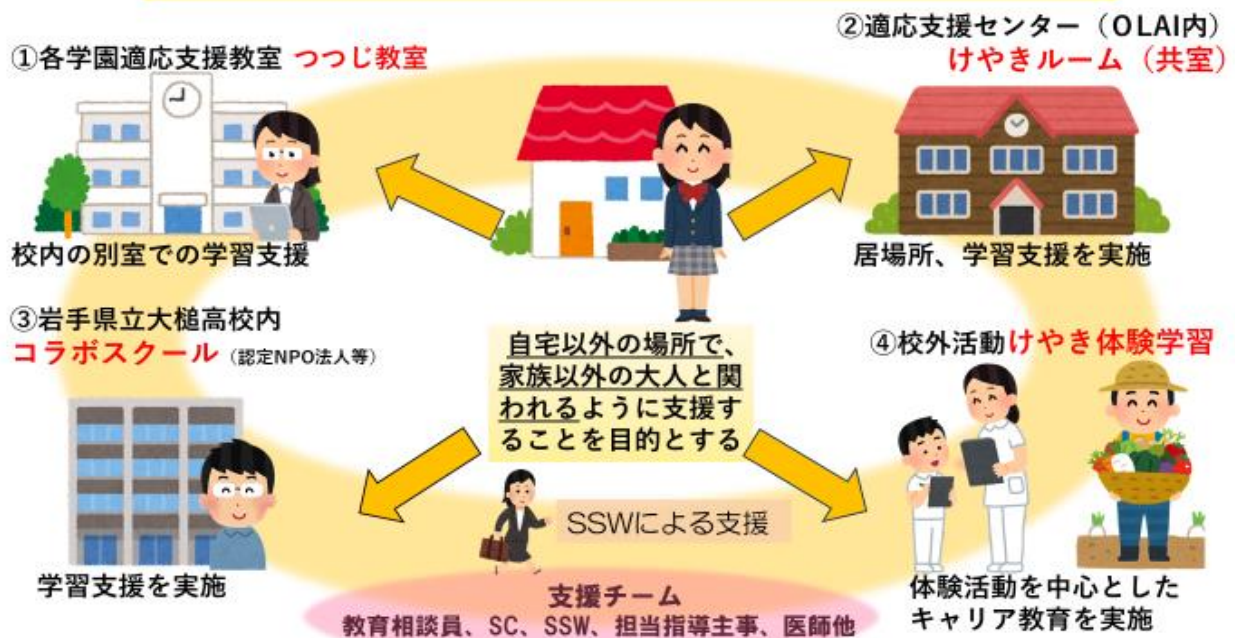 ①各学園適応支援教室 つつじ教室
校内の別室での学習支援
②適応支援センター（OLAI内）
けやきルーム（共室）
居場所、学習支援を実施
③岩手県立大槌高校内
コラボスクール（認定NPO法人等）
学習支援を実施
自宅以外の場所で、
家族以外の大人と関
われるように支援す
ることを目的とする
④校外活動けやき体験学習
体験活動を中心とした
キャリア教育を実施
SSWによる支援
支援チーム
教育相談員、SC、SSW、担当指導主事、医師他